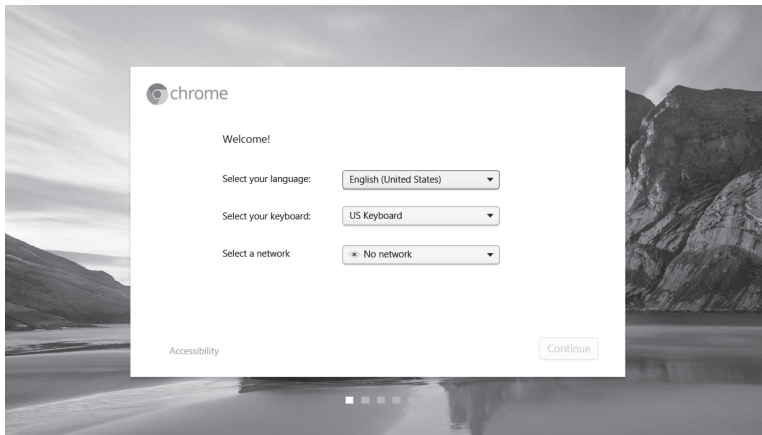 chrome
Welcome!
Select your language: English (United States)
Select your keyboard: US Keyboard
Select a network No network
Accessibility Continue